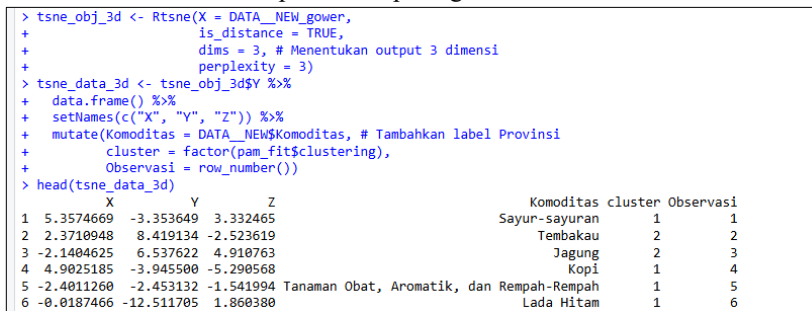 > tsne_obj_3d <- Rtsne(X = DATA__NEW_gower,
+                      is_distance = TRUE,
+                      dims = 3, # Menentukan output 3 dimensi
+                      perplexity = 3)
> tsne_data_3d <- tsne_obj_3d$Y %>%
+   data.frame() %>%
+   setNames(c("X", "Y", "Z")) %>%
+   mutate(Komoditas = DATA__NEW$Komoditas, # Tambahkan label Provinsi
+          cluster = factor(pam_fit$clustering),
+          Observasi = row_number())
> head(tsne_data_3d)
           X          Y         Z                                     Komoditas cluster Observasi
1  5.3574669  -3.353649  3.332465                                 Sayur-sayuran       1         1
2  2.3710948   8.419134 -2.523619                                      Tembakau       2         2
3 -2.1404625   6.537622  4.910763                                        Jagung       2         3
4  4.9025185  -3.945500 -5.290568                                          Kopi       1         4
5 -2.4011260  -2.453132 -1.541994 Tanaman Obat, Aromatik, dan Rempah-Rempah       1         5
6 -0.0187466 -12.511705  1.860380                                    Lada Hitam       1         6